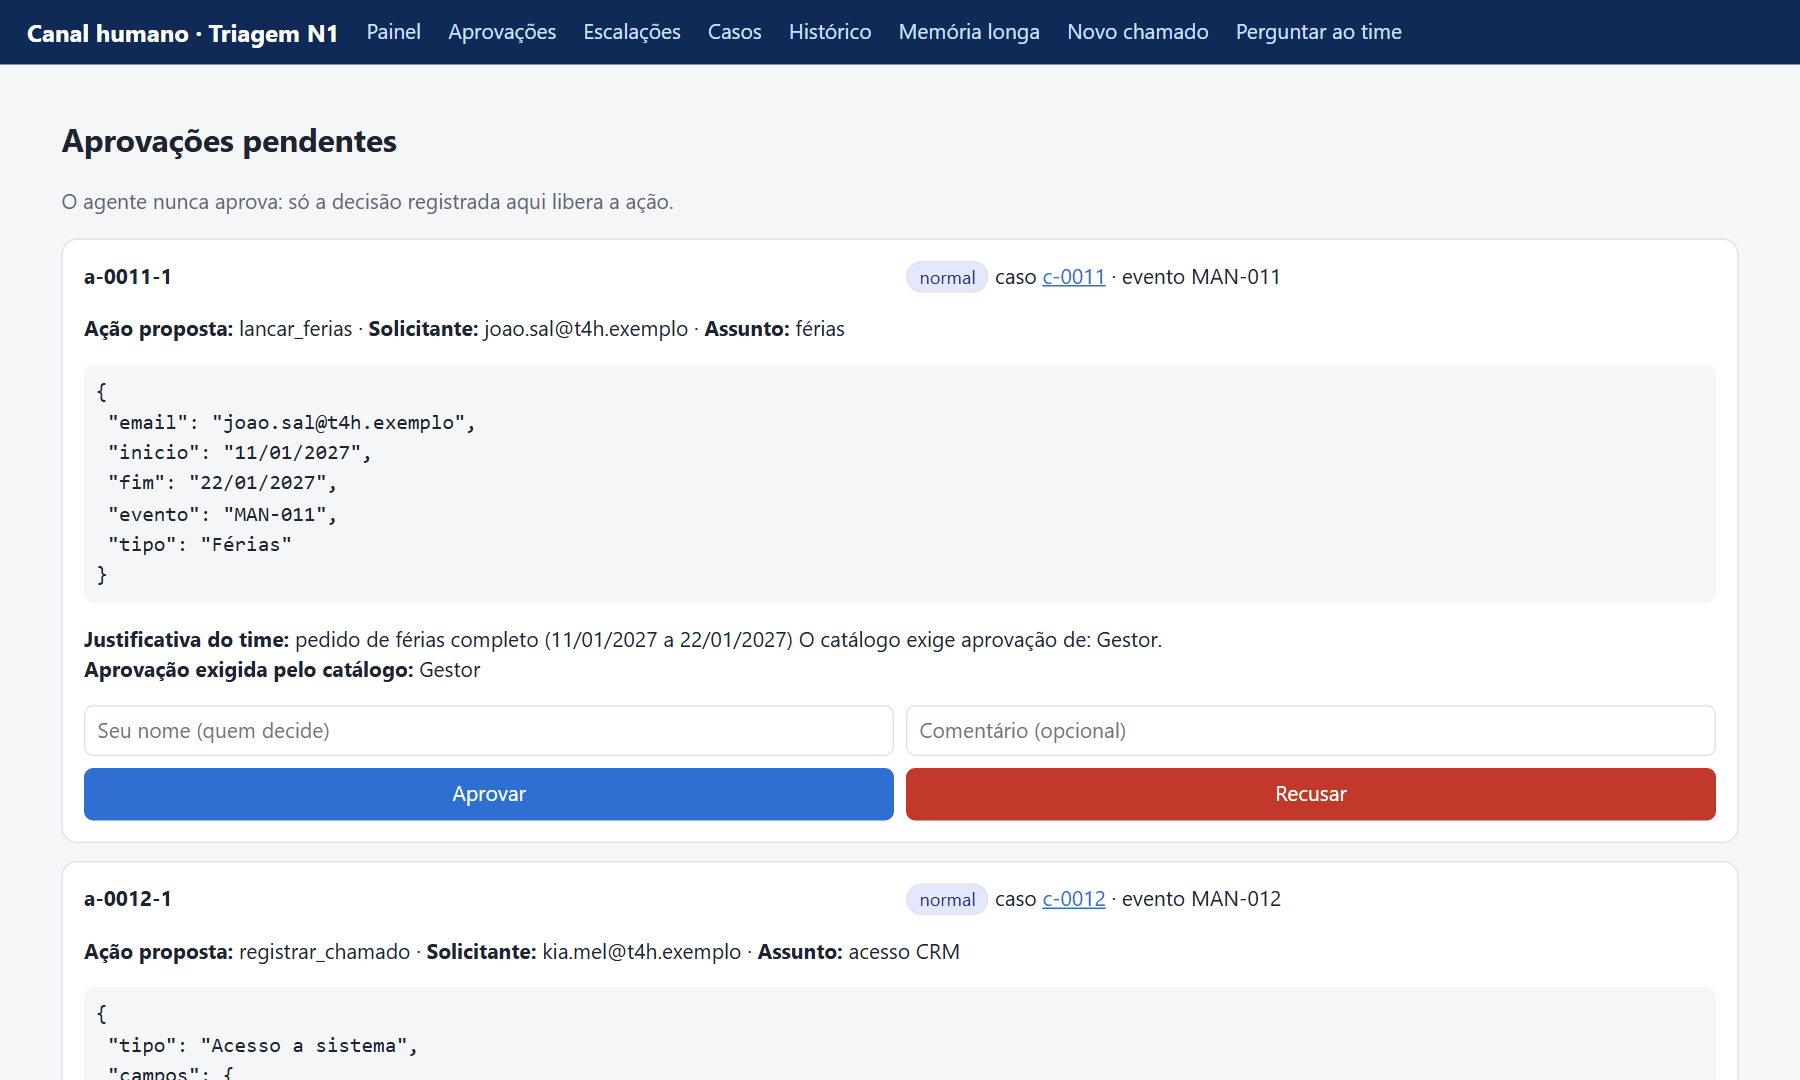 Canal humano · Triagem N1 Painel Aprovações Escalações Casos Histórico Memória longa Novo chamado Perguntar ao time
Aprovações pendentes
O agente nunca aprova: só a decisão registrada aqui libera a ação.
a-0011-1 normal caso c-0011 · evento MAN-011
Ação proposta: lancar_ferias · Solicitante: joao.sal@t4h.exemplo · Assunto: férias
{
"email": "joao.sal@t4h.exemplo",
"inicio": "11/01/2027",
"fim": "22/01/2027",
"evento": "MAN-011",
"tipo": "Férias"
}
Justificativa do time: pedido de férias completo (11/01/2027 a 22/01/2027) O catálogo exige aprovação de: Gestor.
Aprovação exigida pelo catálogo: Gestor
Seu nome (quem decide) Comentário (opcional)
Aprovar Recusar
a-0012-1 normal caso c-0012 · evento MAN-012
Ação proposta: registrar_chamado · Solicitante: kia.mel@t4h.exemplo · Assunto: acesso CRM
{
"tipo": "Acesso a sistema",
"campos": {